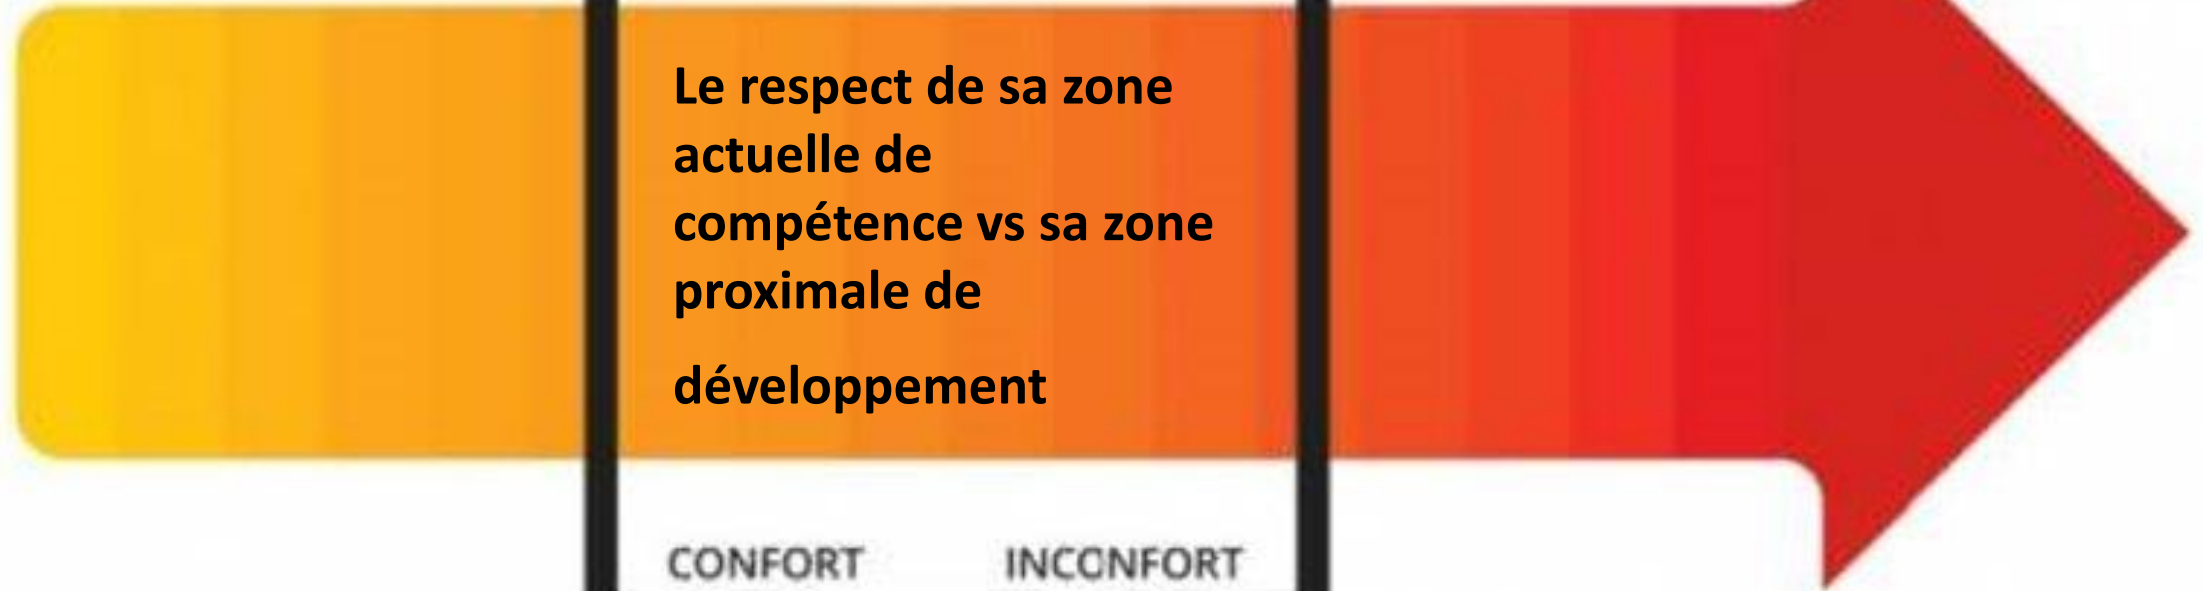 Le respect de sa zone
actuelle de
compétence vs sa zone
proximale de
développement
CONFORT INCONFORT